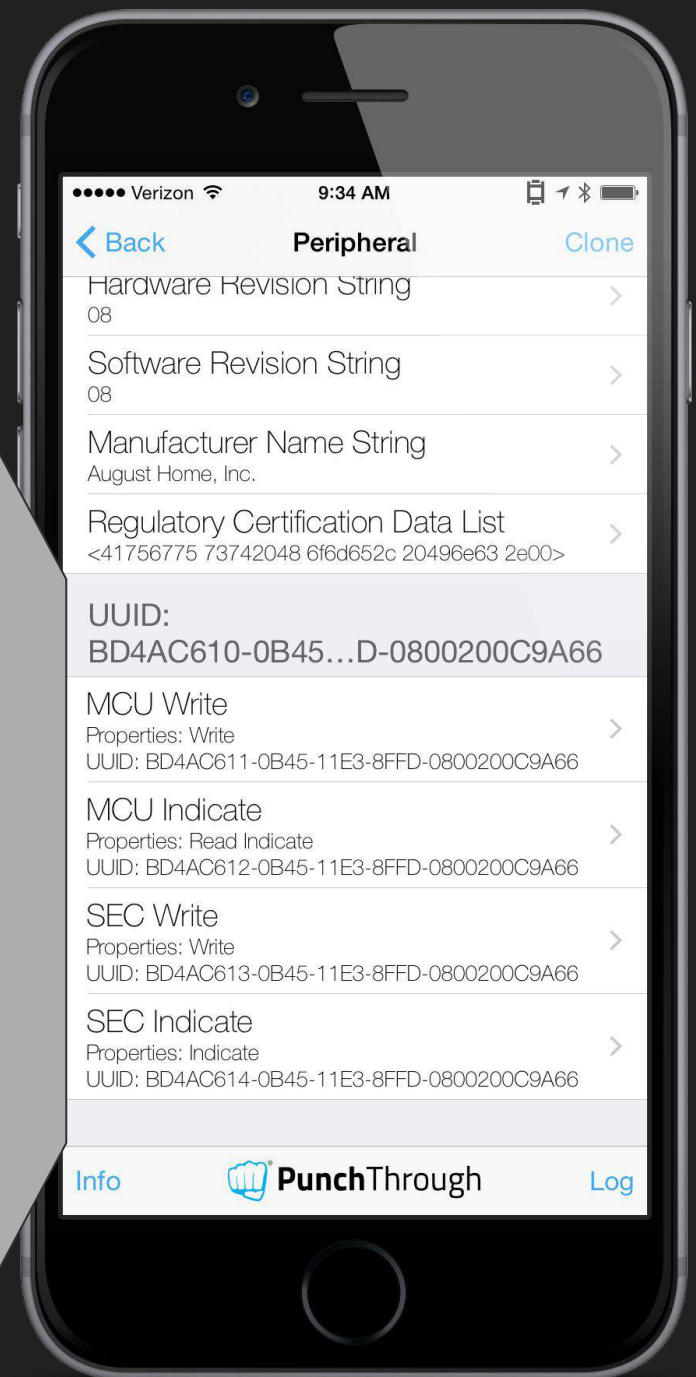 Verizon 9:34 AM
Back Peripheral Clone
Hardware Revision String
08
Software Revision String
08
Manufacturer Name String
August Home, Inc.
Regulatory Certification Data List
<41756775 73742048 6f6d652c 20496e63 2e00>
UUID:
BD4AC610-0B45...D-0800200C9A66
MCU Write
Properties: Write
UUID: BD4AC611-0B45-11E3-8FFD-0800200C9A66
MCU Indicate
Properties: Read Indicate
UUID: BD4AC612-0B45-11E3-8FFD-0800200C9A66
SEC Write
Properties: Write
UUID: BD4AC613-0B45-11E3-8FFD-0800200C9A66
SEC Indicate
Properties: Indicate
UUID: BD4AC614-0B45-11E3-8FFD-0800200C9A66
Info PunchThrough Log